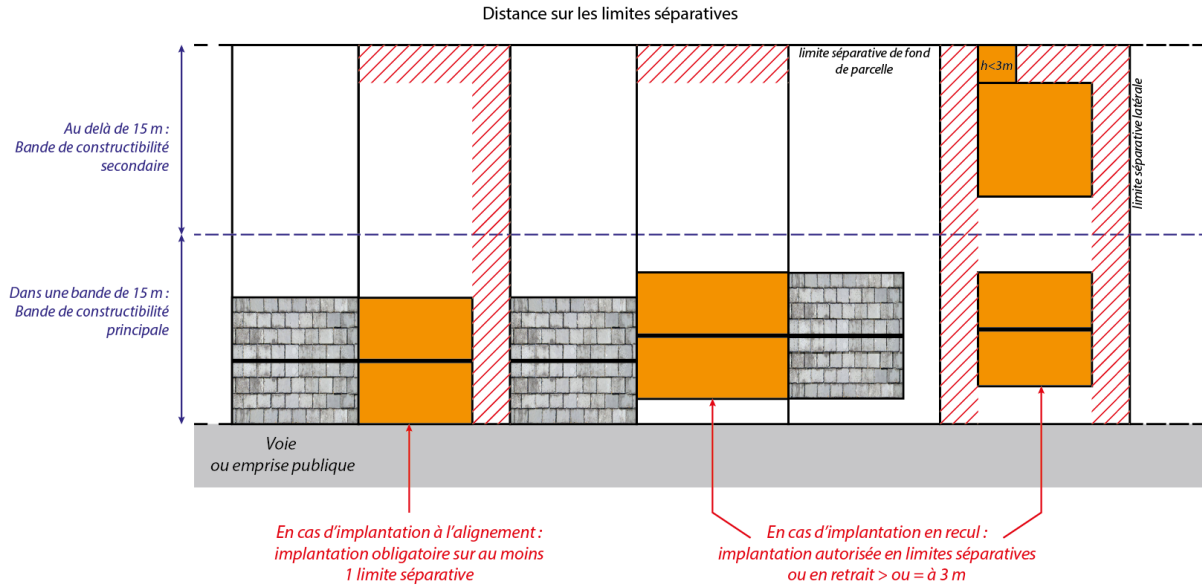 Distance sur les limites séparatives
limite séparative de fond
de parcelle
h<3m
limite séparative latérale
Au delà de 15 m :
Bande de constructibilité
secondaire
Dans une bande de 15 m :
Bande de constructibilité
principale
Voie
ou emprise publique
En cas d'implantation à l'alignement :
implantation obligatoire sur au moins
1 limite séparative
En cas d'implantation en recul :
implantation autorisée en limites séparatives
ou en retrait > ou = à 3 m